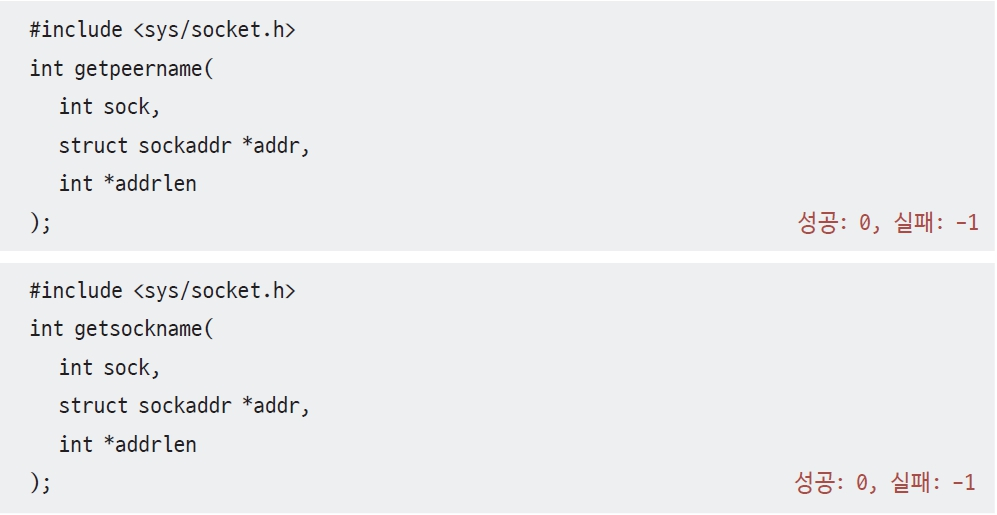 #include <sys/socket.h>
int getpeername(
int sock,
struct sockaddr *addr,
int *addrlen
);
성공: 0, 실패: -1
#include <sys/socket.h>
int getsockname(
int sock,
struct sockaddr *addr,
int *addrlen
);
성공: 0, 실패: -1